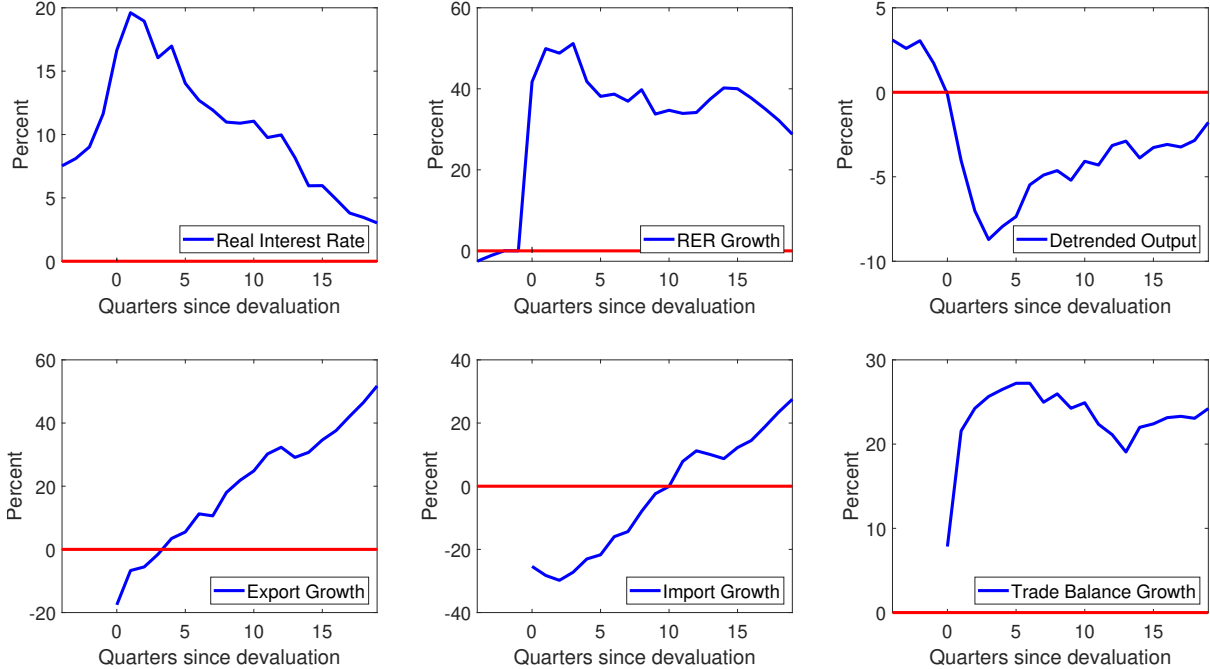 20
15
10
5
0
Percent
0 5 10 15
Quarters since devaluation
Real Interest Rate
60
40
20
0
Percent
0 5 10 15
Quarters since devaluation
RER Growth
5
0
-5
-10
Percent
0 5 10 15
Quarters since devaluation
Detrended Output
60
40
20
0
-20
Percent
0 5 10 15
Quarters since devaluation
Export Growth
40
20
0
-20
-40
Percent
0 5 10 15
Quarters since devaluation
Import Growth
30
20
10
0
Percent
0 5 10 15
Quarters since devaluation
Trade Balance Growth